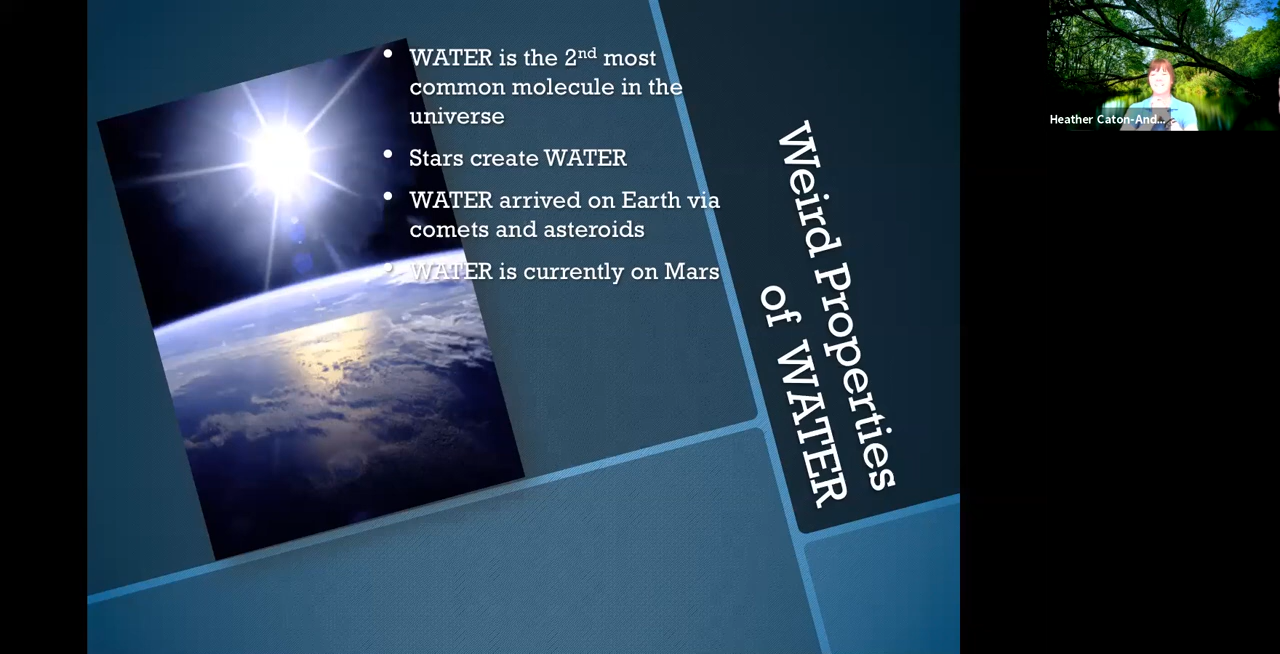 • WATER is the 2nd most
common molecule in the
universe
• Stars create WATER
• WATER arrived on Earth via
comets and asteroids
• WATER is currently on Mars
Weird Properties
of WATER
Heather Caton-And...